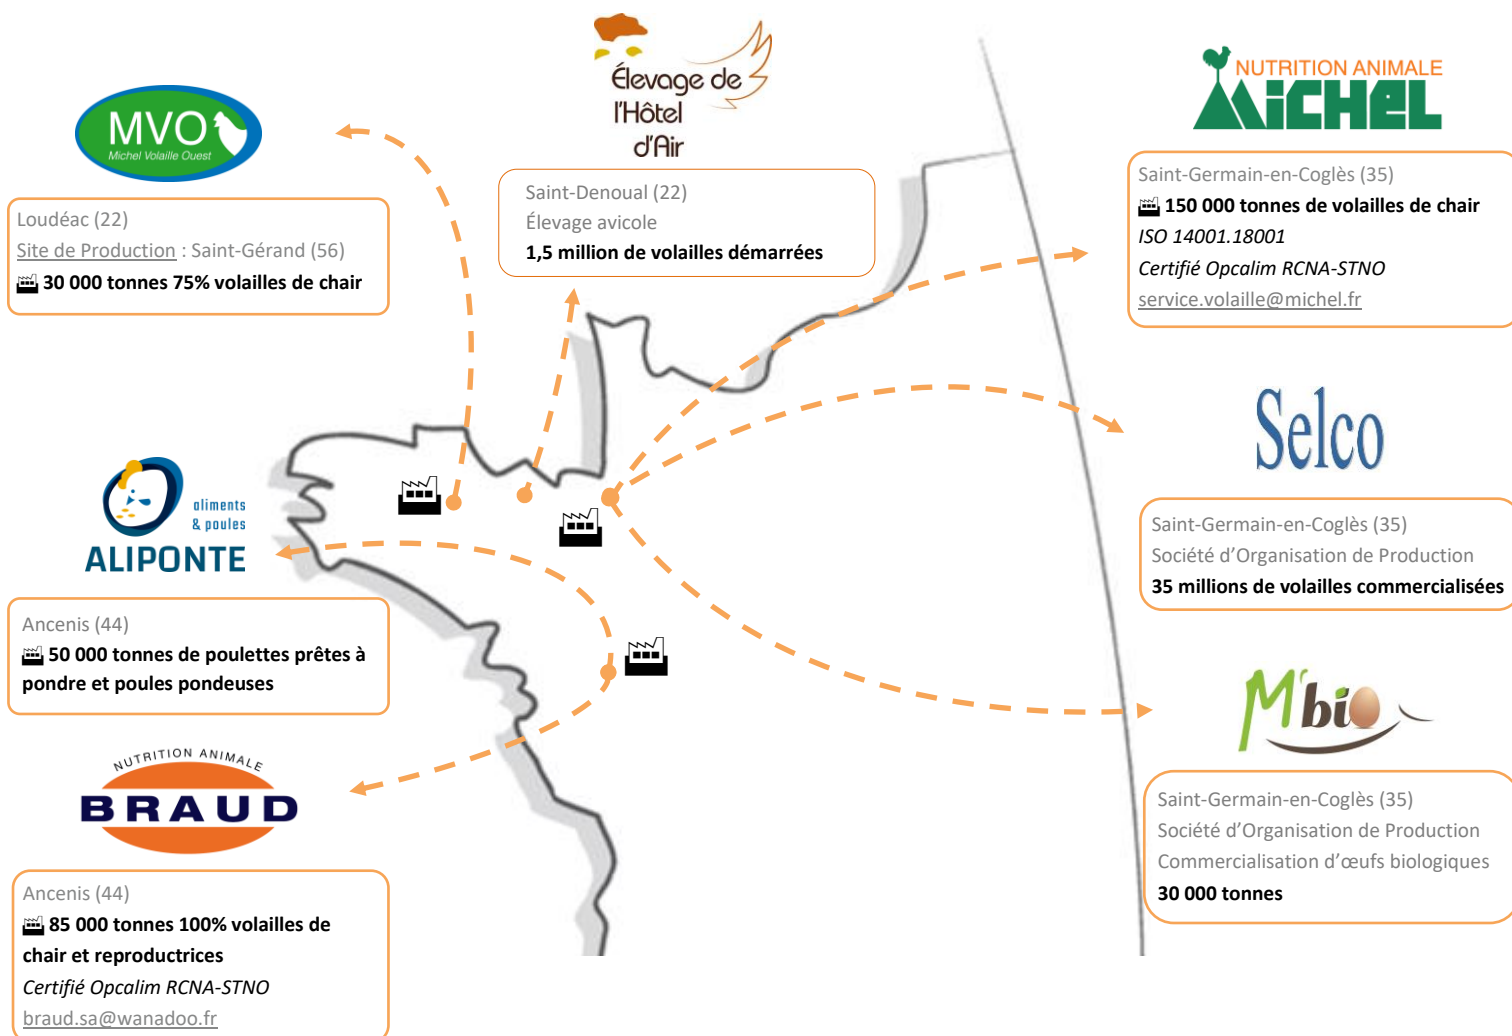 MVO
Michel Volaille Ouest
Loudéac (22)
Site de Production : Saint-Gérand (56)
30 000 tonnes 75% volailles de chair
Élevage de
l'Hôtel
d'Air
Saint-Denoual (22)
Élevage avicole
1,5 million de volailles démarrées
NUTRITION ANIMALE
MiCHEL
Saint-Germain-en-Coglès (35)
150 000 tonnes de volailles de chair
ISO 14001.18001
Certifié Opcalim RCNA-STNO
service.volaille@michel.fr
aliments
& poules
ALIPONTE
Ancenis (44)
50 000 tonnes de poulettes prêtes à
pondre et poules pondeuses
Selco
Saint-Germain-en-Coglès (35)
Société d’Organisation de Production
35 millions de volailles commercialisées
NUTRITION ANIMALE
BRAUD
Ancenis (44)
85 000 tonnes 100% volailles de
chair et reproductrices
Certifié Opcalim RCNA-STNO
braud.sa@wanadoo.fr
M'bio
Saint-Germain-en-Coglès (35)
Société d’Organisation de Production
Commercialisation d’œufs biologiques
30 000 tonnes